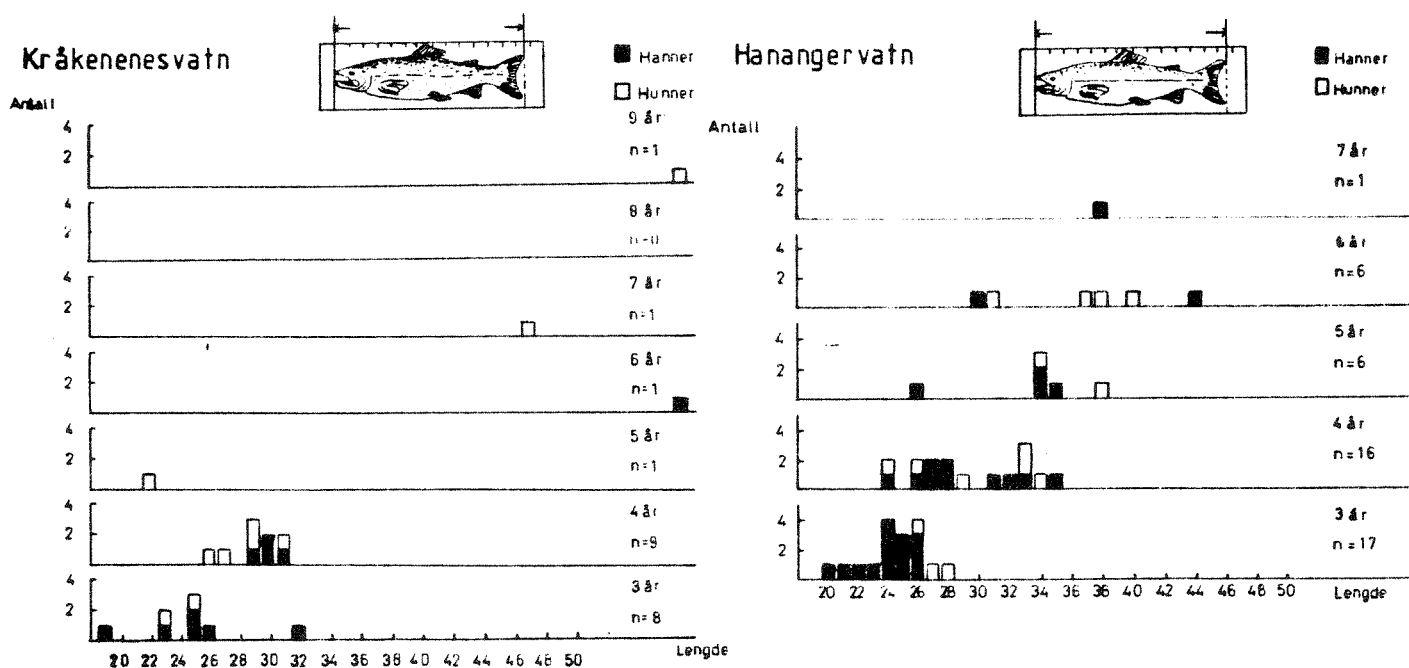 Kråkenenesvatn
Hanner
Hunner
Antall
4
2
9 år
n=1
4
2
8 år
n=0
4
2
7 år
n=1
4
2
6 år
n=1
4
2
5 år
n=1
4
2
4 år
n=9
4
2
3 år
n=8
20 22 24 26 28 30 32 34 36 38 40 42 44 46 48 50
Lengde
Hanangervatn
Hanner
Hunner
Antall
4
2
7 år
n=1
4
2
6 år
n=6
4
2
5 år
n=6
4
2
4 år
n=16
4
2
3 år
n=17
20 22 24 26 28 30 32 34 36 38 40 42 44 46 48 50 Lengde